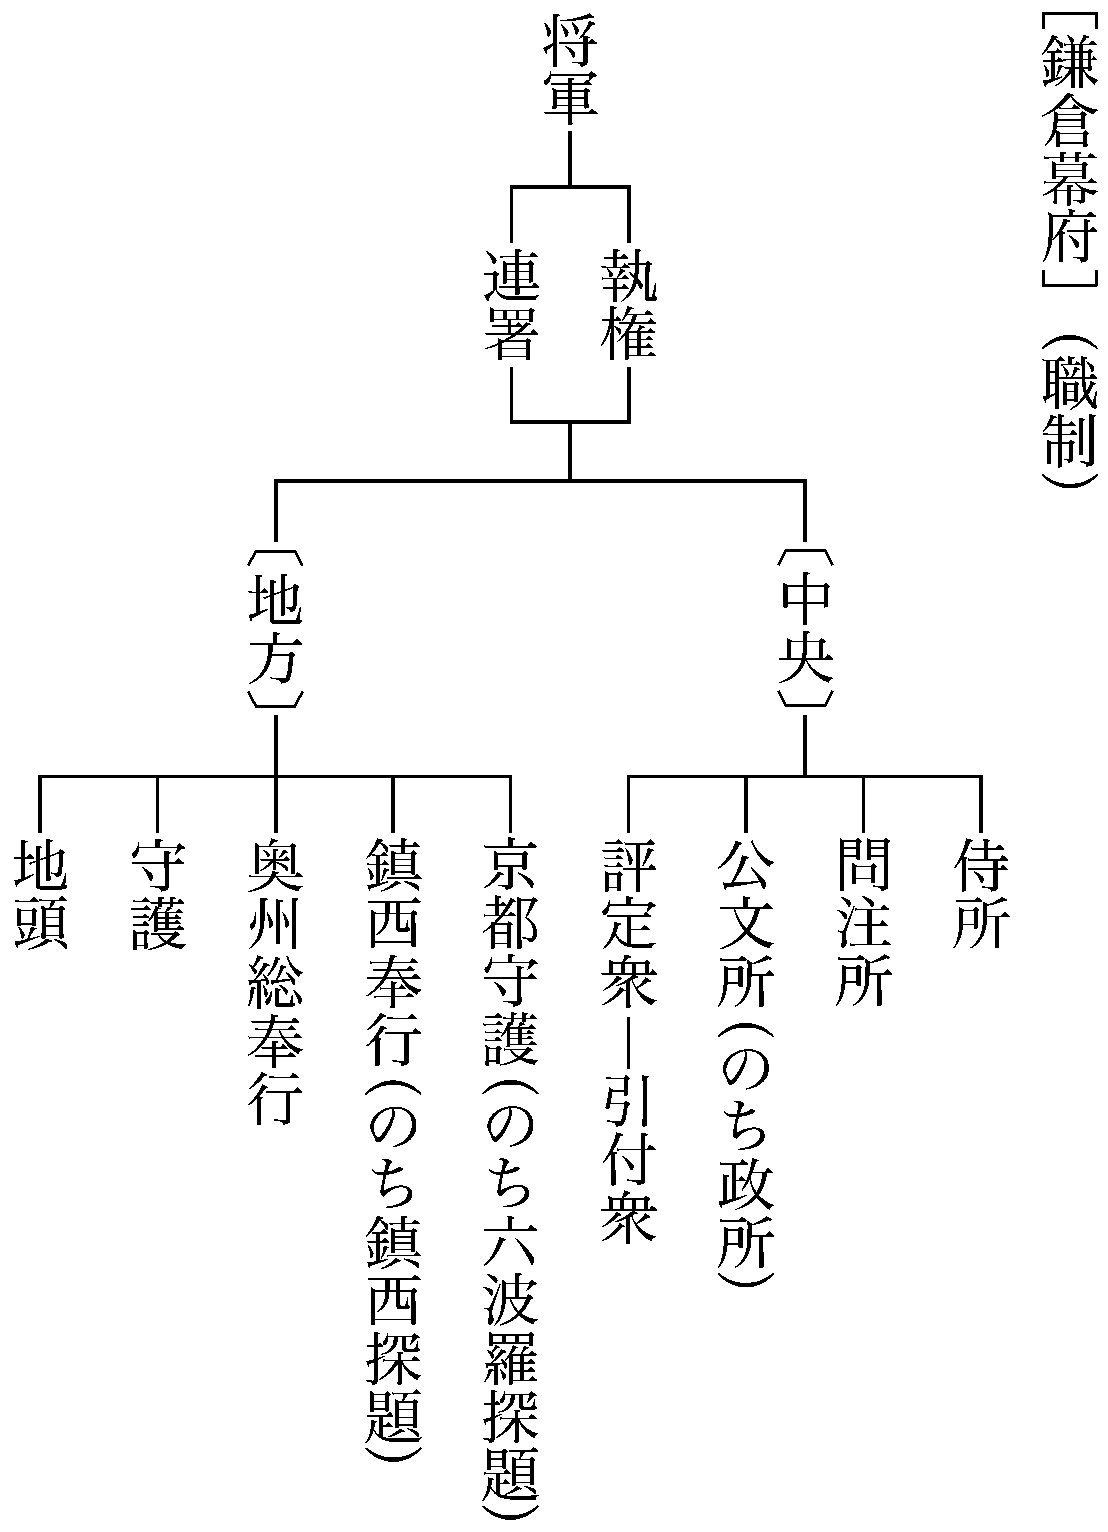 ［鎌倉幕府］（職制）
将軍
執権
連署
〔中央〕
侍所
問注所
公文所（のち政所）
評定衆―引付衆
〔地方〕
京都守護（のち六波羅探題）
鎮西奉行（のち鎮西探題）
奥州総奉行
守護
地頭